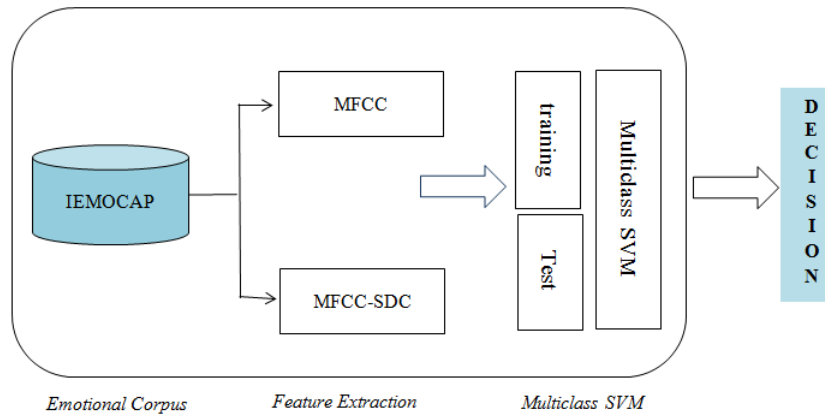 MFCC
IEMOCAP
MFCC-SDC
training
Test
Multiclass SVM
DECISION
Emotional Corpus
Feature Extraction
Multiclass SVM